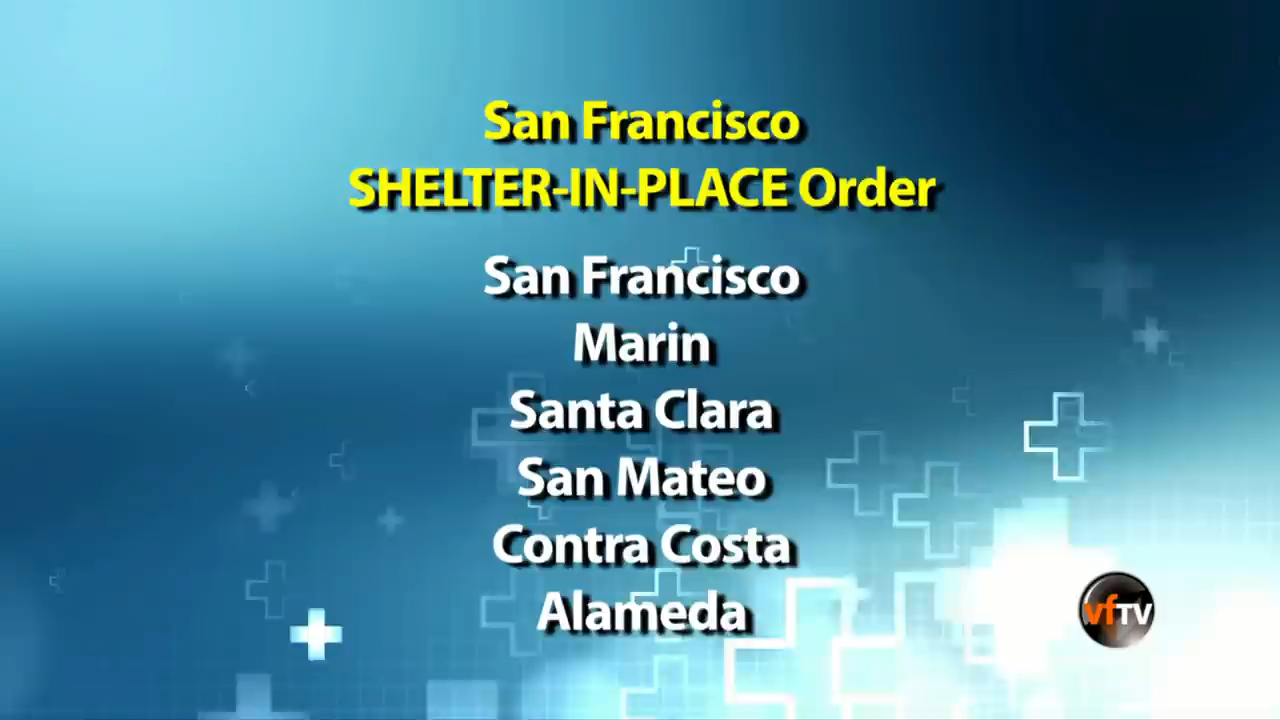 San Francisco
SHELTER-IN-PLACE Order
San Francisco
Marin
Santa Clara
San Mateo
Contra Costa
Alameda
vfTV